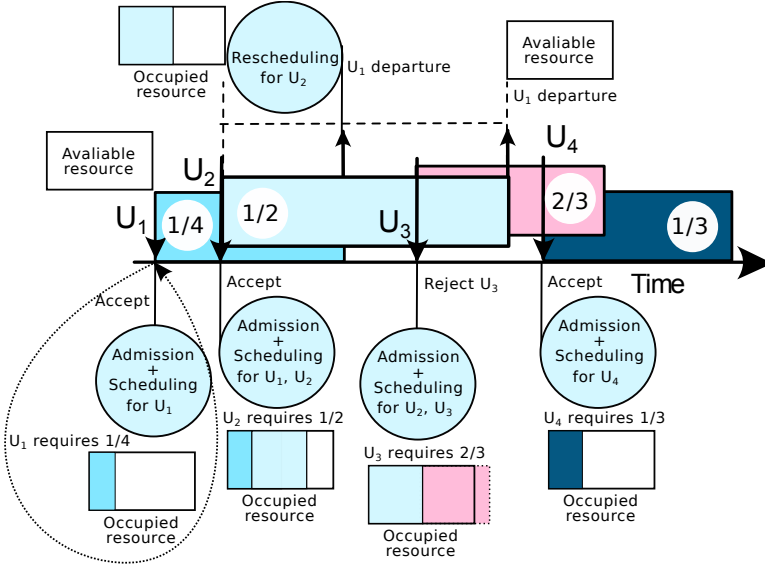 Occupied
resource
Rescheduling
for U2
U1 departure
Avaliable
resource
U1 departure
Avaliable
resource
U1
U2
U3
U4
1/4
1/2
2/3
1/3
Time
Accept
Accept
Reject U3
Accept
Admission
+
Scheduling
for U1
Admission
+
Scheduling
for U1, U2
Admission
+
Scheduling
for U2, U3
Admission
+
Scheduling
for U4
U1 requires 1/4
Occupied
resource
U2 requires 1/2
Occupied
resource
U3 requires 2/3
Occupied
resource
U4 requires 1/3
Occupied
resource